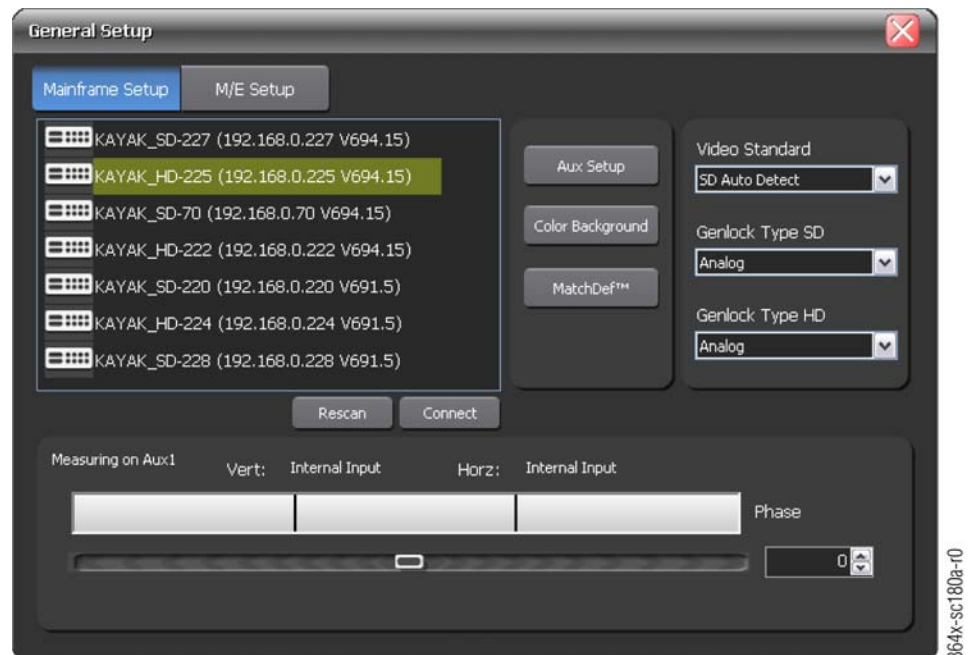 General Setup
Mainframe Setup
M/E Setup
KAYAK_SD-227 (192.168.0.227 V694.15)
KAYAK_HD-225 (192.168.0.225 V694.15)
KAYAK_SD-70 (192.168.0.70 V694.15)
KAYAK_HD-222 (192.168.0.222 V694.15)
KAYAK_SD-220 (192.168.0.220 V691.5)
KAYAK_HD-224 (192.168.0.224 V691.5)
KAYAK_SD-228 (192.168.0.228 V691.5)
Rescan
Connect
Aux Setup
Color Background
MatchDef™
Video Standard
SD Auto Detect
Genlock Type SD
Analog
Genlock Type HD
Analog
Measuring on Aux1
Vert: Internal Input
Horz: Internal Input
Phase
0
864x-sc180a-r0